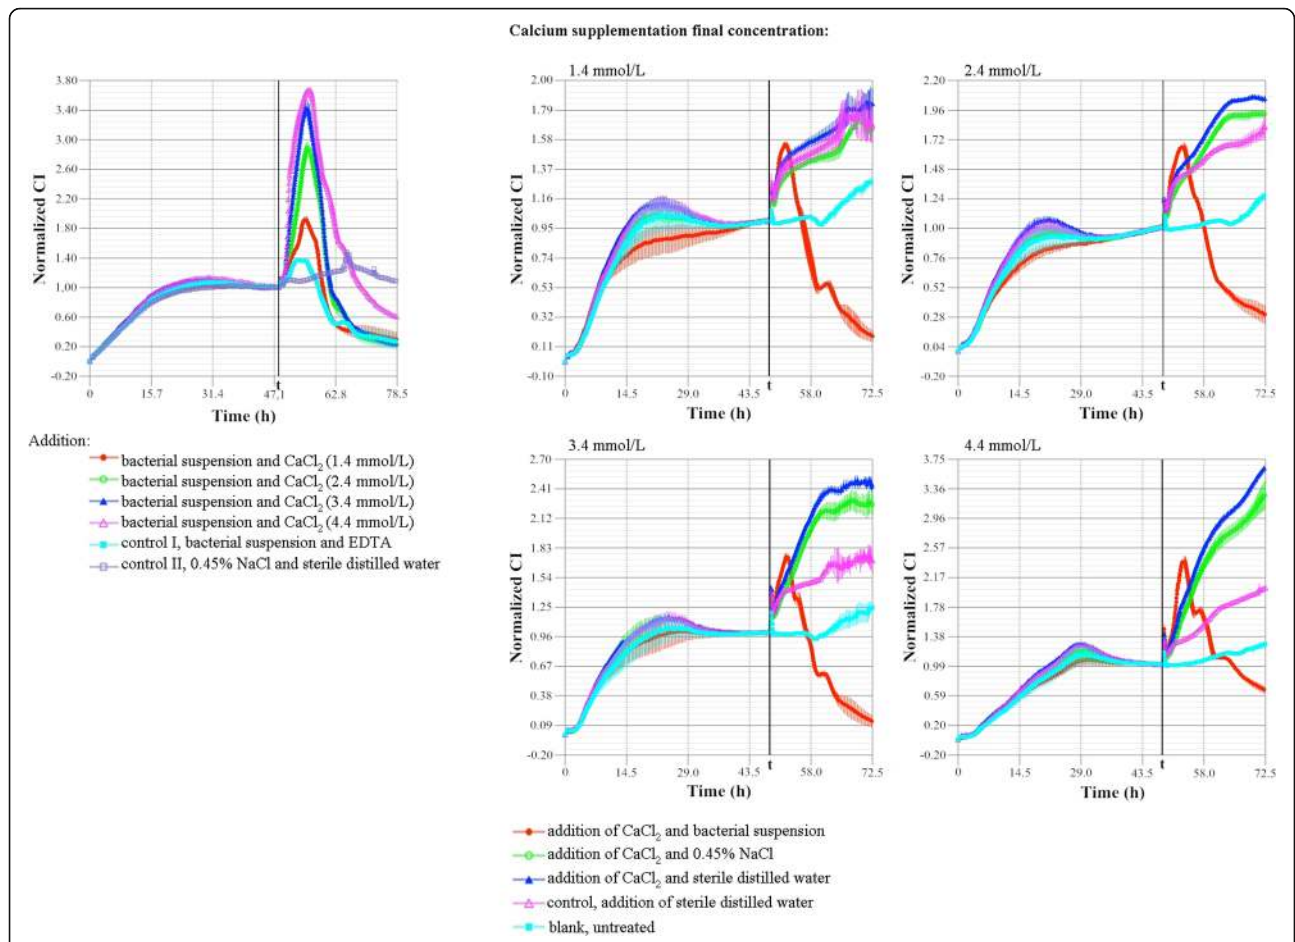 Calcium supplementation final concentration:
3.80
3.40
3.00
2.60
2.20
1.80
1.40
1.00
0.60
0.20
-0.20
Normalized CI
0 15.7 31.4 47.1 62.8 78.5
t
Time (h)
Addition:
bacterial suspension and CaCl2 (1.4 mmol/L)
bacterial suspension and CaCl2 (2.4 mmol/L)
bacterial suspension and CaCl2 (3.4 mmol/L)
bacterial suspension and CaCl2 (4.4 mmol/L)
control I, bacterial suspension and EDTA
control II, 0.45% NaCl and sterile distilled water
1.4 mmol/L
2.00
1.79
1.58
1.37
1.16
0.95
0.74
0.53
0.32
0.11
-0.10
Normalized CI
0 14.5 29.0 43.5 58.0 72.5
t
Time (h)
2.4 mmol/L
2.20
1.96
1.72
1.48
1.24
1.00
0.76
0.52
0.28
0.04
-0.20
Normalized CI
0 14.5 29.0 43.5 58.0 72.5
t
Time (h)
3.4 mmol/L
2.70
2.41
2.12
1.83
1.54
1.25
0.96
0.67
0.38
0.09
-0.20
Normalized CI
0 14.5 29.0 43.5 58.0 72.5
t
Time (h)
4.4 mmol/L
3.75
3.36
2.96
2.57
2.17
1.78
1.38
0.99
0.59
0.20
-0.20
Normalized CI
0 14.5 29.0 43.5 58.0 72.5
t
Time (h)
addition of CaCl2 and bacterial suspension
addition of CaCl2 and 0.45% NaCl
addition of CaCl2 and sterile distilled water
control, addition of sterile distilled water
blank, untreated